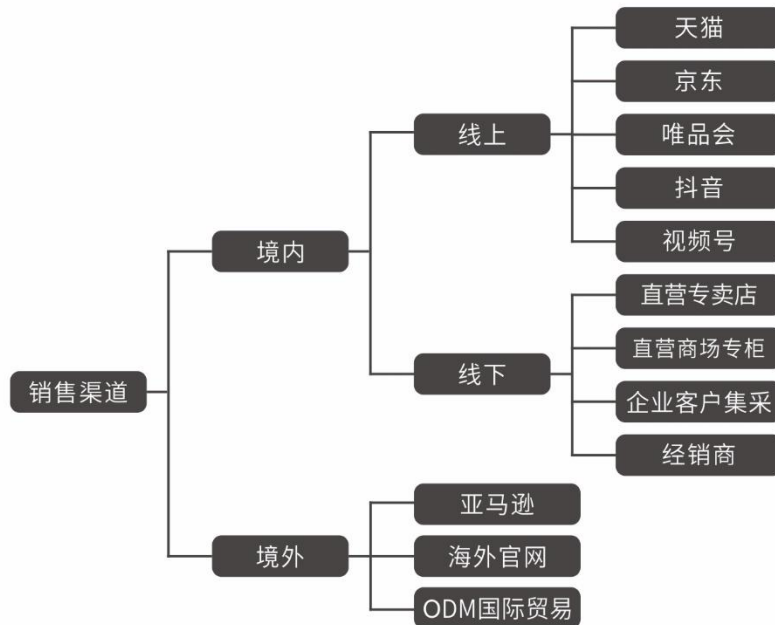 销售渠道
境内
线上
天猫
京东
唯品会
抖音
视频号
线下
直营专卖店
直营商场专柜
企业客户集采
经销商
境外
亚马逊
海外官网
ODM国际贸易